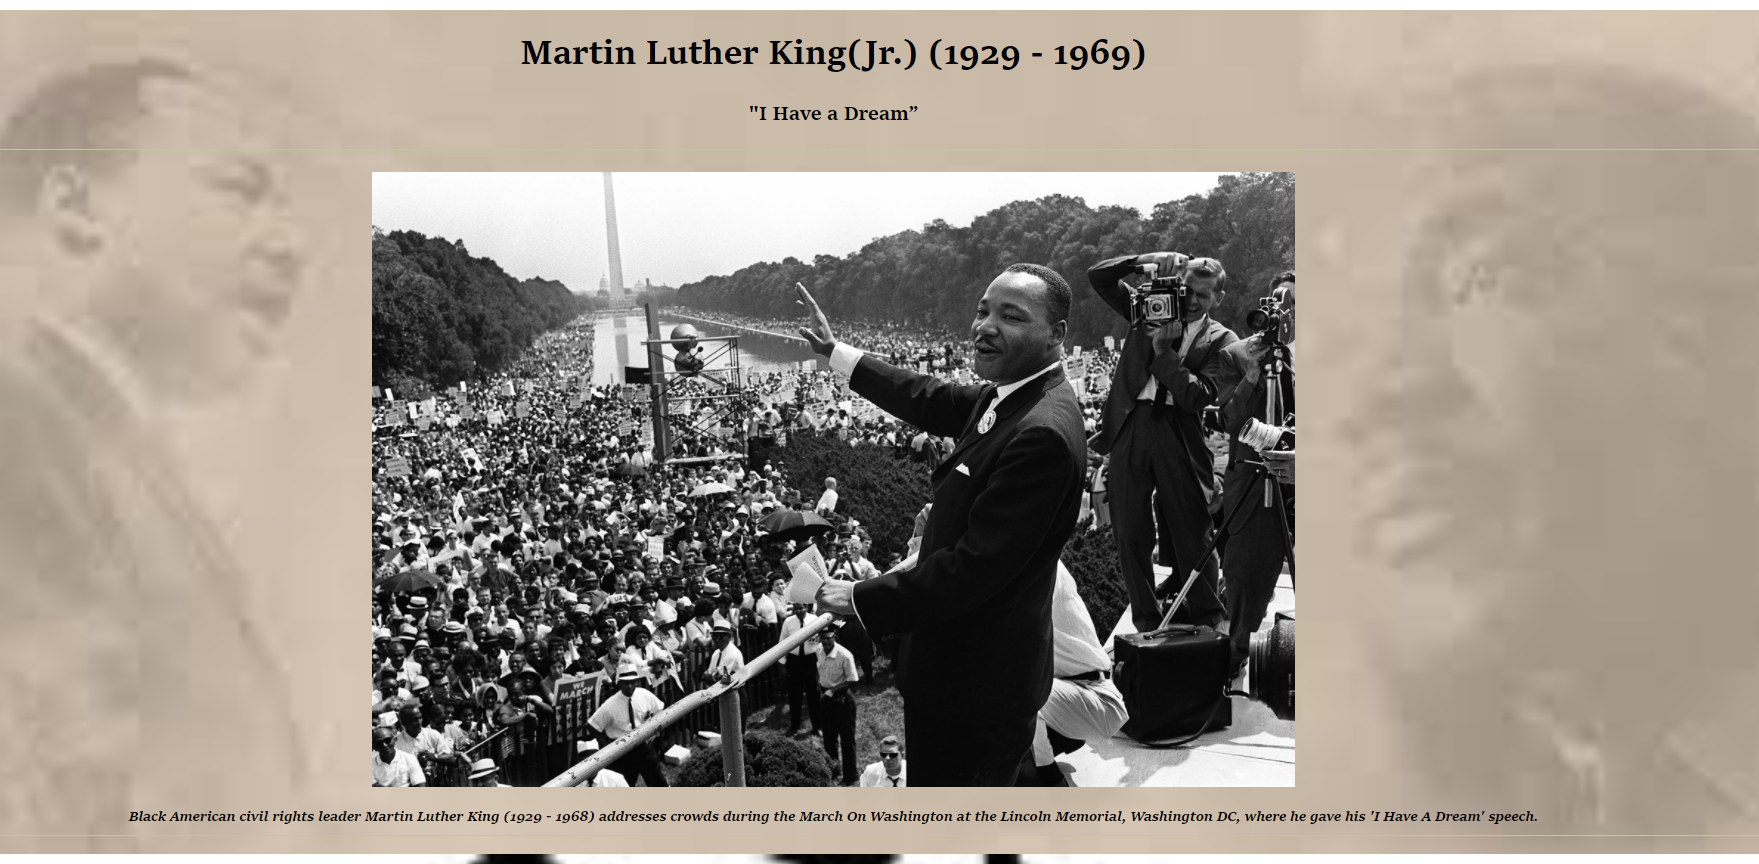 Martin Luther King(Jr.) (1929 - 1969)
"I Have a Dream”
WE
MARCH
Black American civil rights leader Martin Luther King (1929 - 1968) addresses crowds during the March On Washington at the Lincoln Memorial, Washington DC, where he gave his 'I Have A Dream' speech.